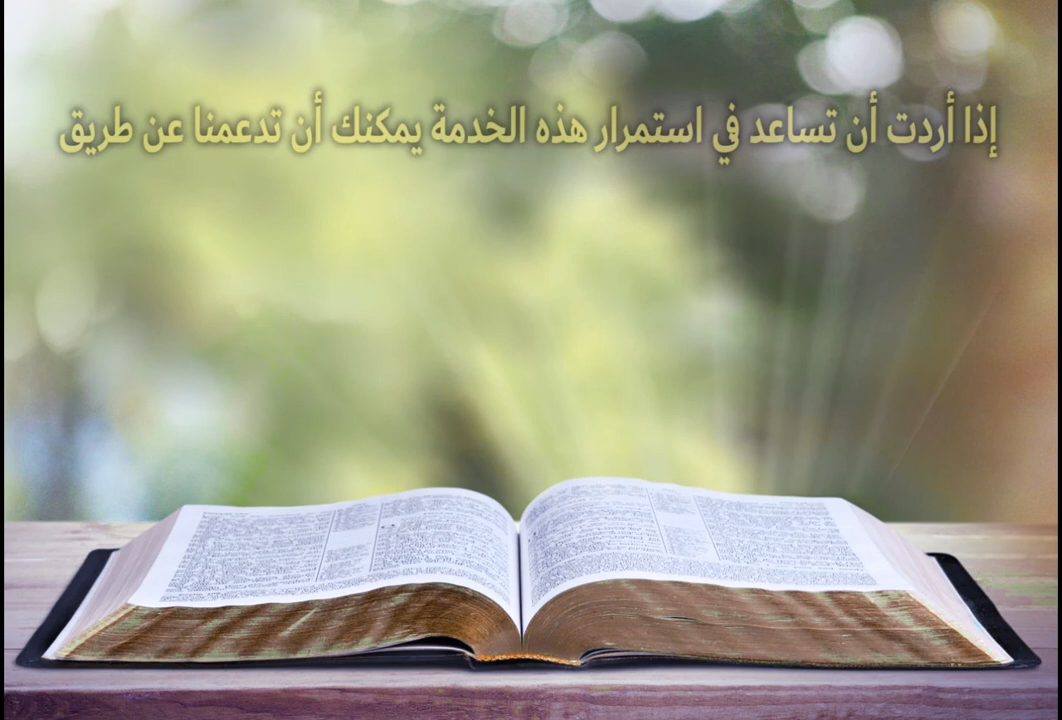 إذا أردت أن تساعد في استمرار هذه الخدمة يمكنك أن تدعمنا عن طريق